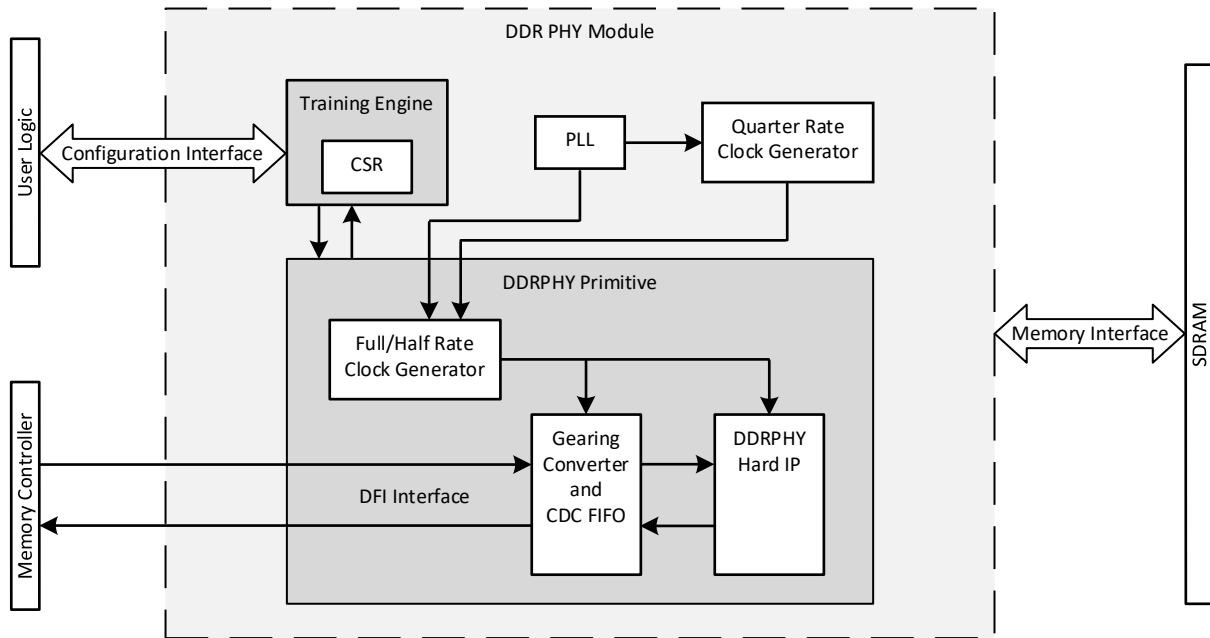 DDR PHY Module
User Logic
Configuration Interface
Training Engine
CSR
PLL
Quarter Rate
Clock Generator
DDRPHY Primitive
Full/Half Rate
Clock Generator
Memory Interface
SDRAM
Memory Controller
DFI Interface
Gearing
Converter
and
CDC FIFO
DDRPHY
Hard IP